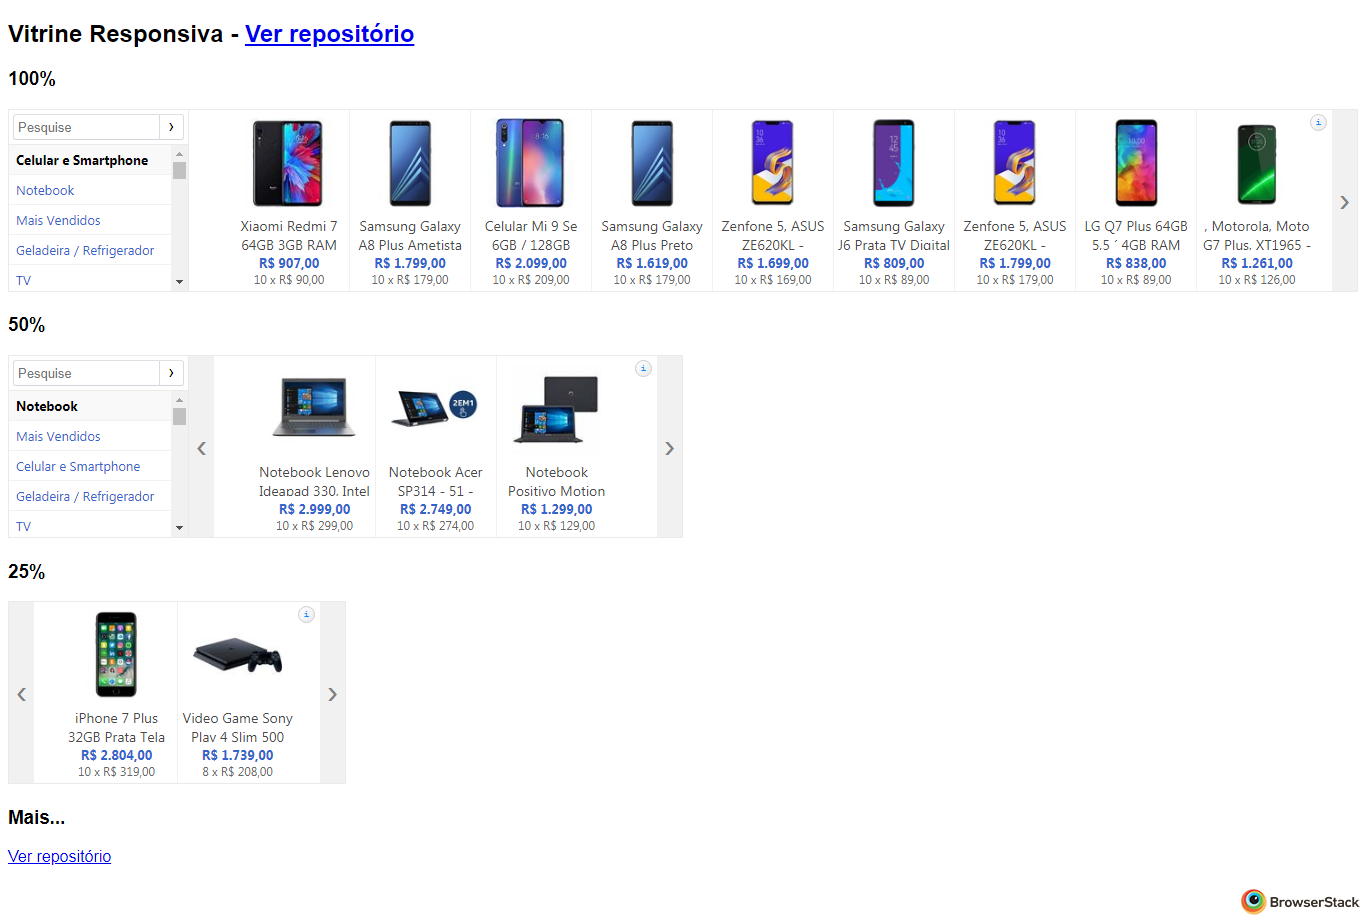 Vitrine Responsiva - Ver repositório
100%
Pesquise
Celular e Smartphone
Notebook
Mais Vendidos
Geladeira / Refrigerador
TV
Xiaomi Redmi 7
64GB 3GB RAM
R$ 907,00
10 x R$ 90,00
Samsung Galaxy
A8 Plus Ametista
R$ 1.799,00
10 x R$ 179,00
Celular Mi 9 Se
6GB / 128GB
R$ 2.099,00
10 x R$ 209,00
Samsung Galaxy
A8 Plus Preto
R$ 1.619,00
10 x R$ 179,00
Zenfone 5, ASUS
ZE620KL -
R$ 1.699,00
10 x R$ 169,00
Samsung Galaxy
J6 Prata TV Digital
R$ 809,00
10 x R$ 89,00
Zenfone 5, ASUS
ZE620KL -
R$ 1.799,00
10 x R$ 179,00
LG Q7 Plus 64GB
5.5 ´ 4GB RAM
R$ 838,00
10 x R$ 89,00
, Motorola, Moto
G7 Plus, XT1965 -
R$ 1.261,00
10 x R$ 126,00
50%
Pesquise
Notebook
Mais Vendidos
Celular e Smartphone
Geladeira / Refrigerador
TV
Notebook Lenovo
Ideapad 330, Intel
R$ 2.999,00
10 x R$ 299,00
2EM1
Notebook Acer
SP314 - 51 -
R$ 2.749,00
10 x R$ 274,00
Notebook
Positivo Motion
R$ 1.299,00
10 x R$ 129,00
25%
iPhone 7 Plus
32GB Prata Tela
R$ 2.804,00
10 x R$ 319,00
Video Game Sony
Play 4 Slim 500
R$ 1.739,00
8 x R$ 208,00
Mais...
Ver repositório
BrowserStack